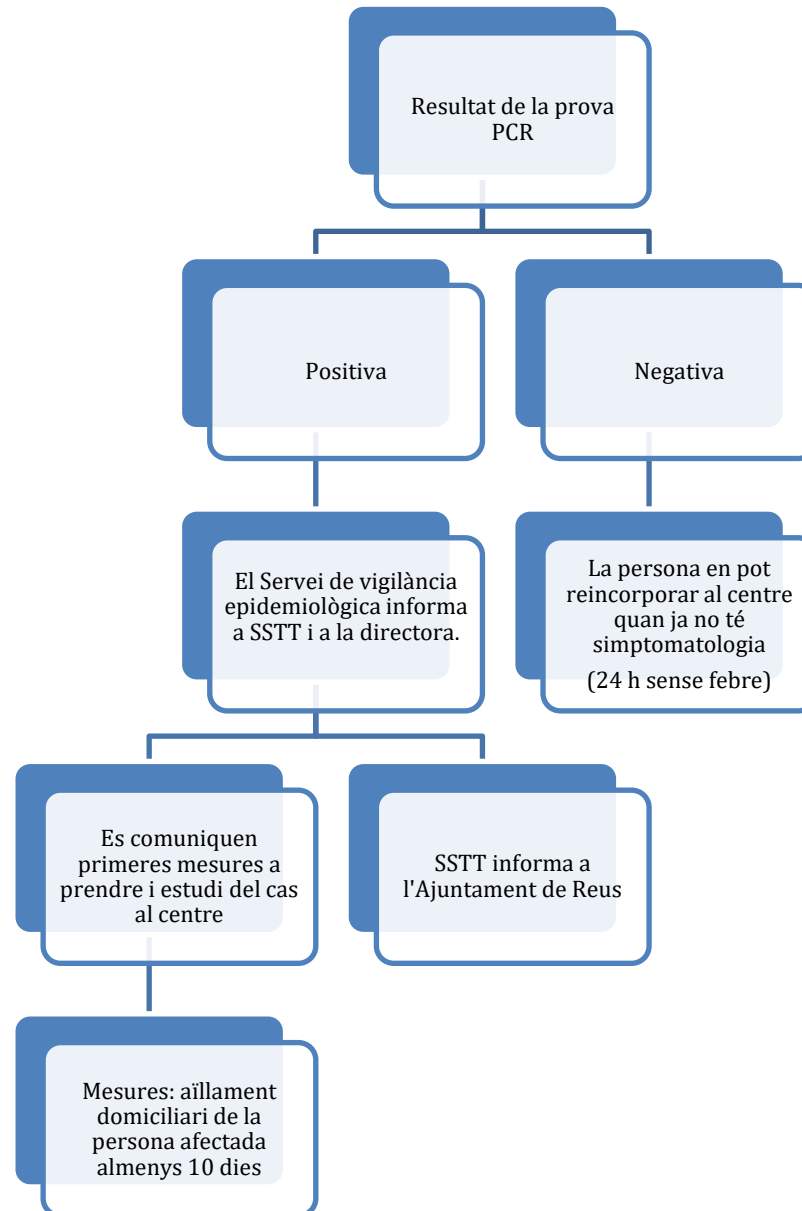 Resultat de la prova
PCR
Positiva
Negativa
El Servei de vigilància
epidemiològica informa
a SSTT i a la directora.
La persona en pot
reincorporar al centre
quan ja no té
simptomatologia
(24 h sense febre)
Es comuniquen
primeres mesures a
prendre i estudi del cas
al centre
SSTT informa a
l'Ajuntament de Reus
Mesures: aïllament
domiciliari de la
persona afectada
almenys 10 dies